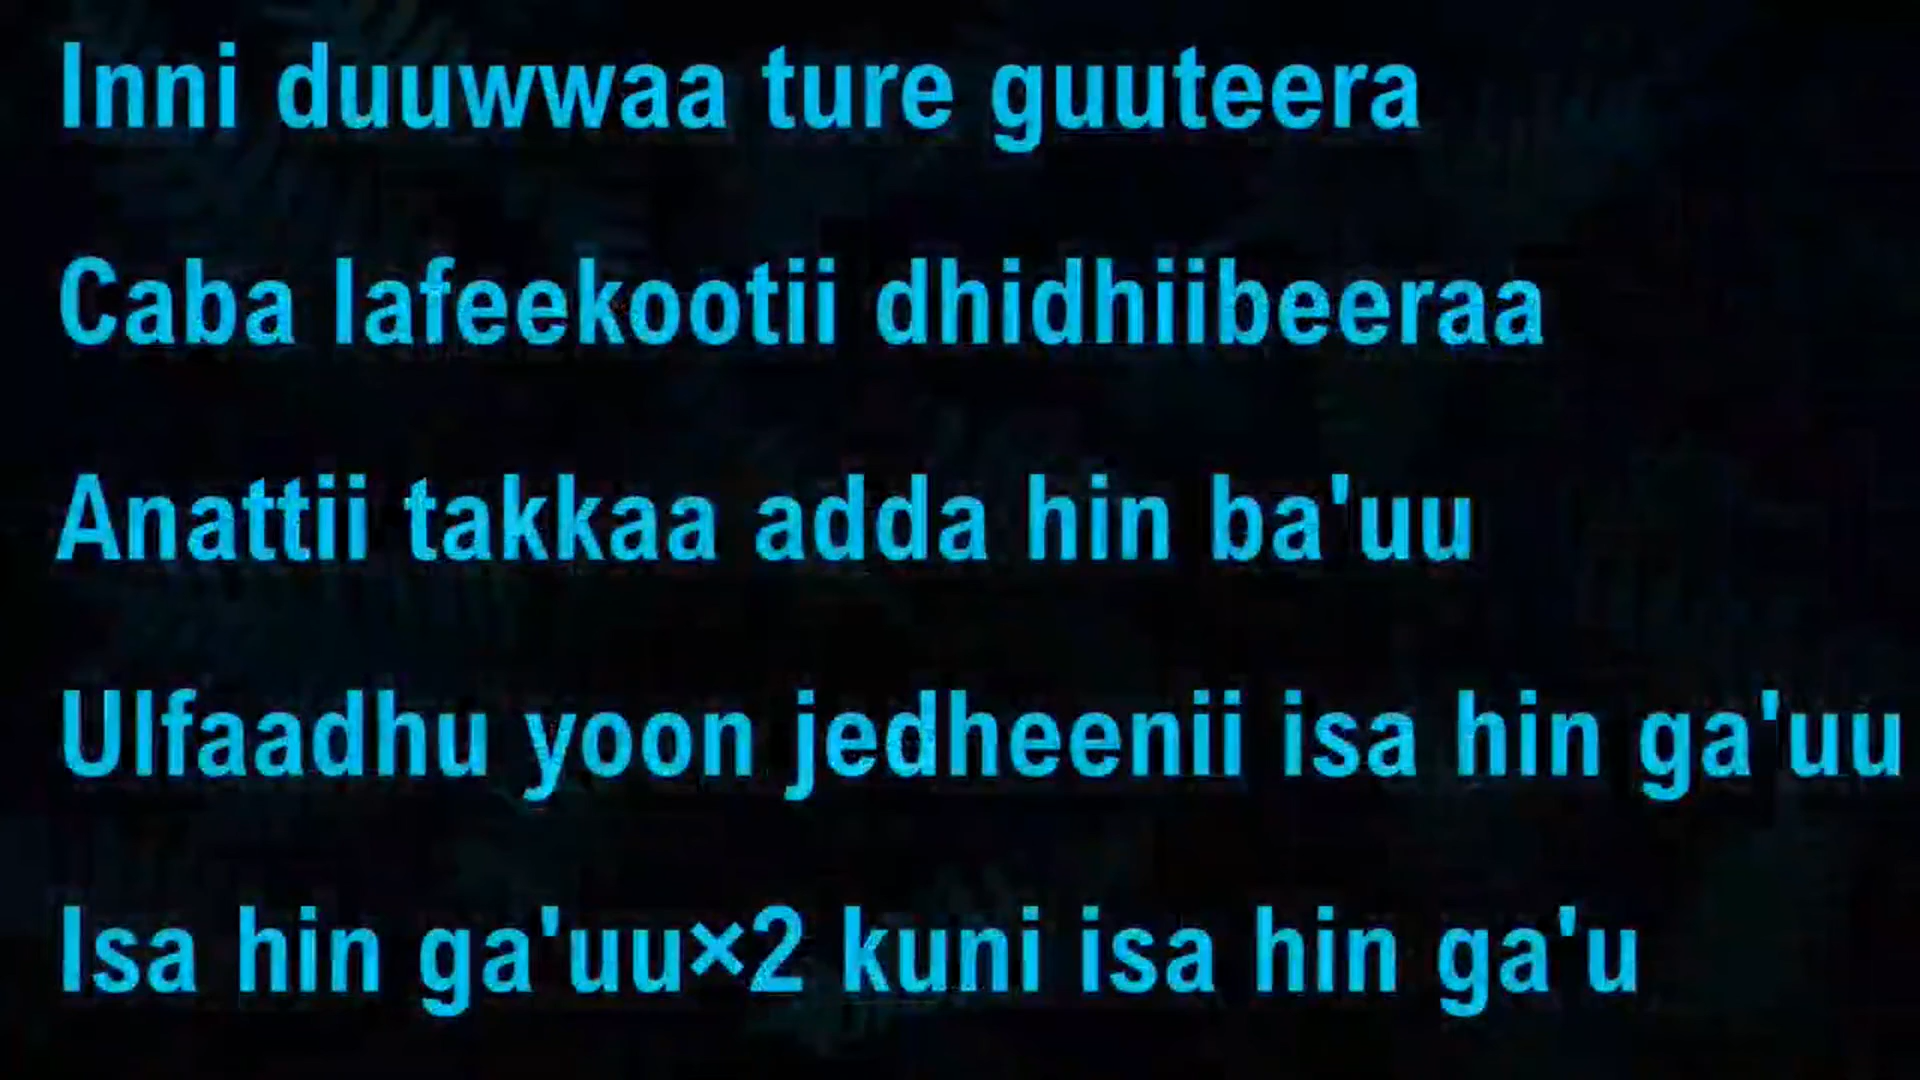 Inni duuwwaa ture guuteera
Caba lafeekootii dhidhiibeeraa
Anattii takkaa adda hin ba'uu
Ulfaadhu yoon jedheenii isa hin ga'uu
Isa hin ga'uu×2 kuni isa hin ga'u